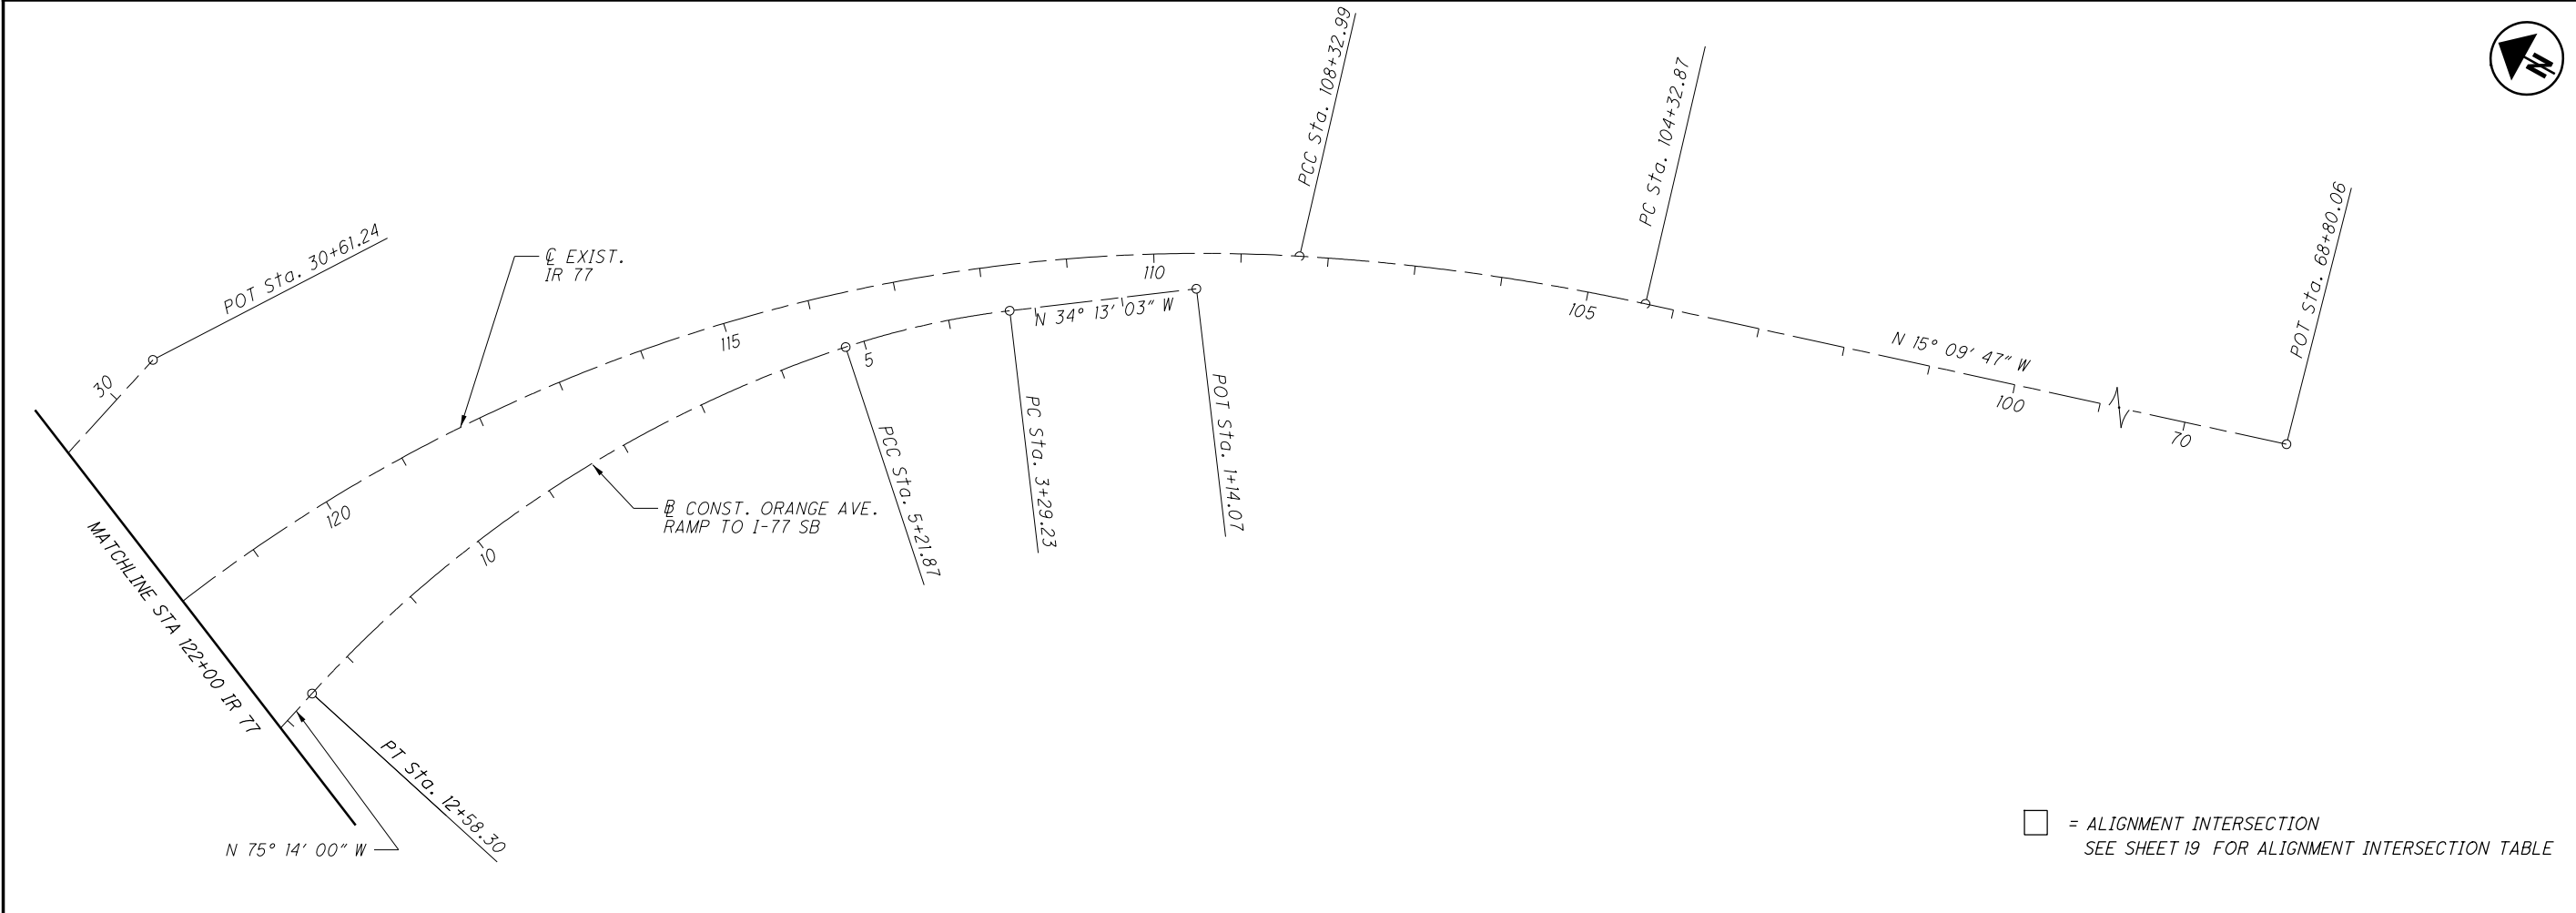 PCC Sta. 108+32.99
PC Sta. 104+32.87
N
POT Sta. 68+80.06
POT Sta. 30+61.24
℄ EXIST.
IR 77
110
N 34° 13' 03" W
105
N 15° 09' 47" W
115
5
30
100
70
POT Sta. 1+14.07
PC Sta. 3+29.23
PCC Sta. 5+21.87
120
10
B CONST. ORANGE AVE.
RAMP TO I-77 SB
MATCHLINE STA 122+00 IR 77
PT Sta. 12+58.30
N 75° 14' 00" W
= ALIGNMENT INTERSECTION
SEE SHEET 19 FOR ALIGNMENT INTERSECTION TABLE